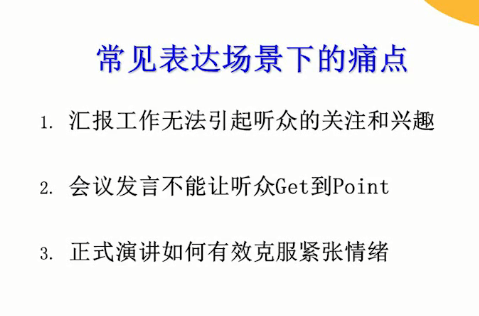 常见表达场景下的痛点
1. 汇报工作无法引起听众的关注和兴趣
2. 会议发言不能让听众Get到Point
3. 正式演讲如何有效克服紧张情绪